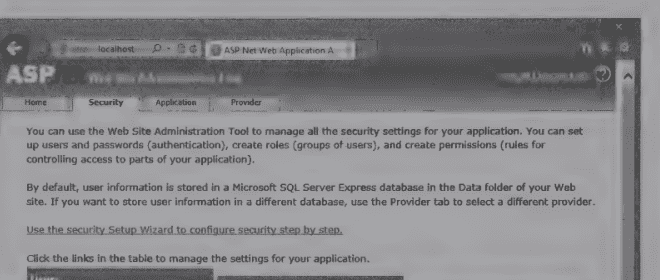 localhost
ASP.Net Web Application A
ASP
Home Security Application Provider
You can use the Web Site Administration Tool to manage all the security settings for your application. You can set
up users and passwords (authentication), create roles (groups of users), and create permissions (rules for
controlling access to parts of your application).
By default, user information is stored in a Microsoft SQL Server Express database in the Data folder of your Web
site. If you want to store user information in a different database, use the Provider tab to select a different provider.
Use the security Setup Wizard to configure security step by step.
Click the links in the table to manage the settings for your application.